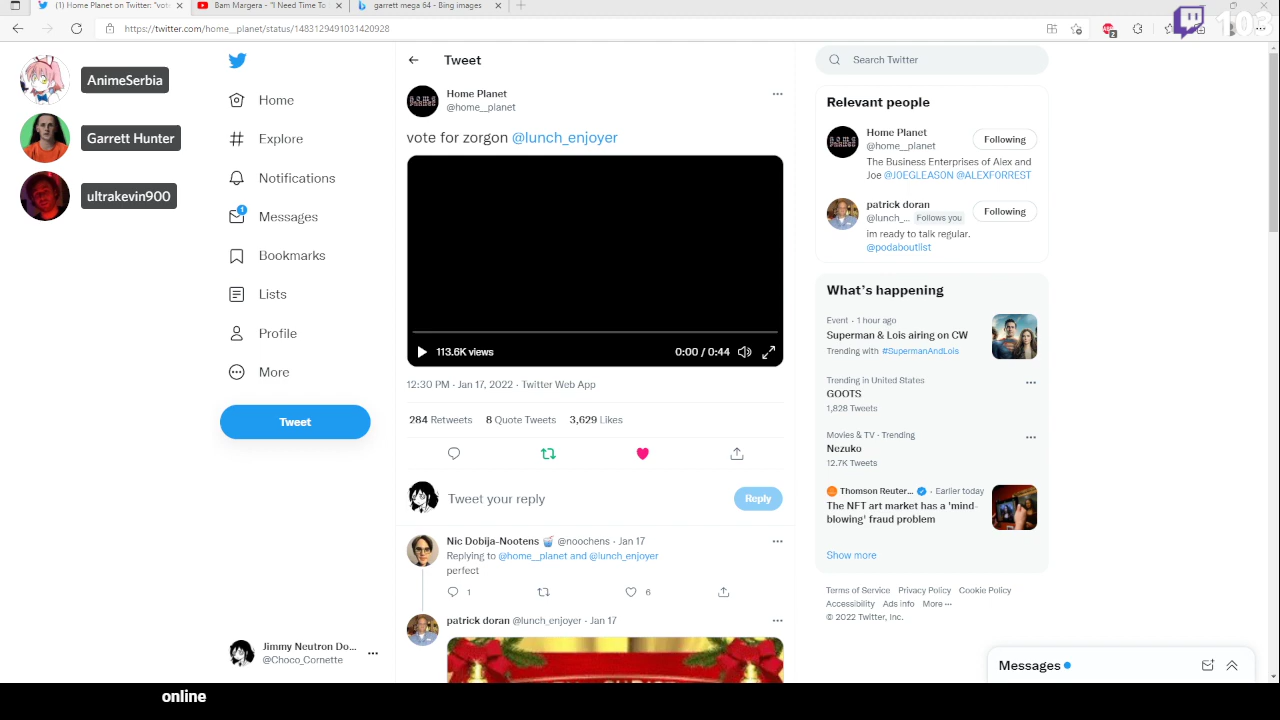 (1) Home Planet on Twitter: "vot
Bam Margera - "I Need Time To
garrett mega 64 - Bing images
https://twitter.com/home__planet/status/1483129491031420928
2
103
AnimeSerbia
Garrett Hunter
ultrakevin900
Home
Explore
Notifications
1
Messages
Bookmarks
Lists
Profile
More
Tweet
Jimmy Neutron Do...
@Choco_Cornette
Tweet
Home Planet
@home__planet
vote for zorgon @lunch_enjoyer
113.6K views
0:00 / 0:44
12:30 PM · Jan 17, 2022 · Twitter Web App
284 Retweets 8 Quote Tweets 3,629 Likes
Tweet your reply
Reply
Nic Dobija-Nootens @noochens · Jan 17
Replying to @home__planet and @lunch_enjoyer
perfect
1
6
patrick doran @lunch_enjoyer · Jan 17
Search Twitter
Relevant people
Home Planet
@home__planet
Following
The Business Enterprises of Alex and
Joe @J0EGLEAS0N @ALEXF0RREST
patrick doran
@lunch_... Follows you
Following
im ready to talk regular.
@podaboutlist
What's happening
Event · 1 hour ago
Superman & Lois airing on CW
Trending with #SupermanAndLois
Trending in United States
GOOTS
1,828 Tweets
Movies & TV · Trending
Nezuko
12.7K Tweets
Thomson Reuter... · Earlier today
The NFT art market has a 'mind-
blowing' fraud problem
Show more
Terms of Service Privacy Policy Cookie Policy
Accessibility Ads info More ···
© 2022 Twitter, Inc.
Messages
online